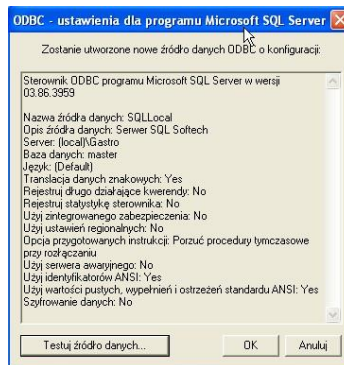 ODBC - ustawienia dla programu Microsoft SQL Server
Zostanie utworzone nowe źródło danych ODBC o konfiguracji:
Sterownik ODBC programu Microsoft SQL Server w wersji
03.86.3959
Nazwa źródła danych: SQLLocal
Opis źródła danych: Serwer SQL Softech
Server: (local)\Gastro
Baza danych: master
Język: (Default)
Translacja danych znakowych: Yes
Rejestruj długo działające kwerendy: No
Rejestruj statystykę sterownika: No
Użyj zintegrowanego zabezpieczenia: No
Użyj ustawień regionalnych: No
Opcja przygotowanych instrukcji: Porzuć procedury tymczasowe
przy rozłączaniu
Użyj serwera awaryjnego: No
Użyj identyfikatorów ANSI: Yes
Użyj wartości pustych, wypełnień i ostrzeżeń standardu ANSI: Yes
Szyfrowanie danych: No
Testuj źródło danych... OK Anuluj